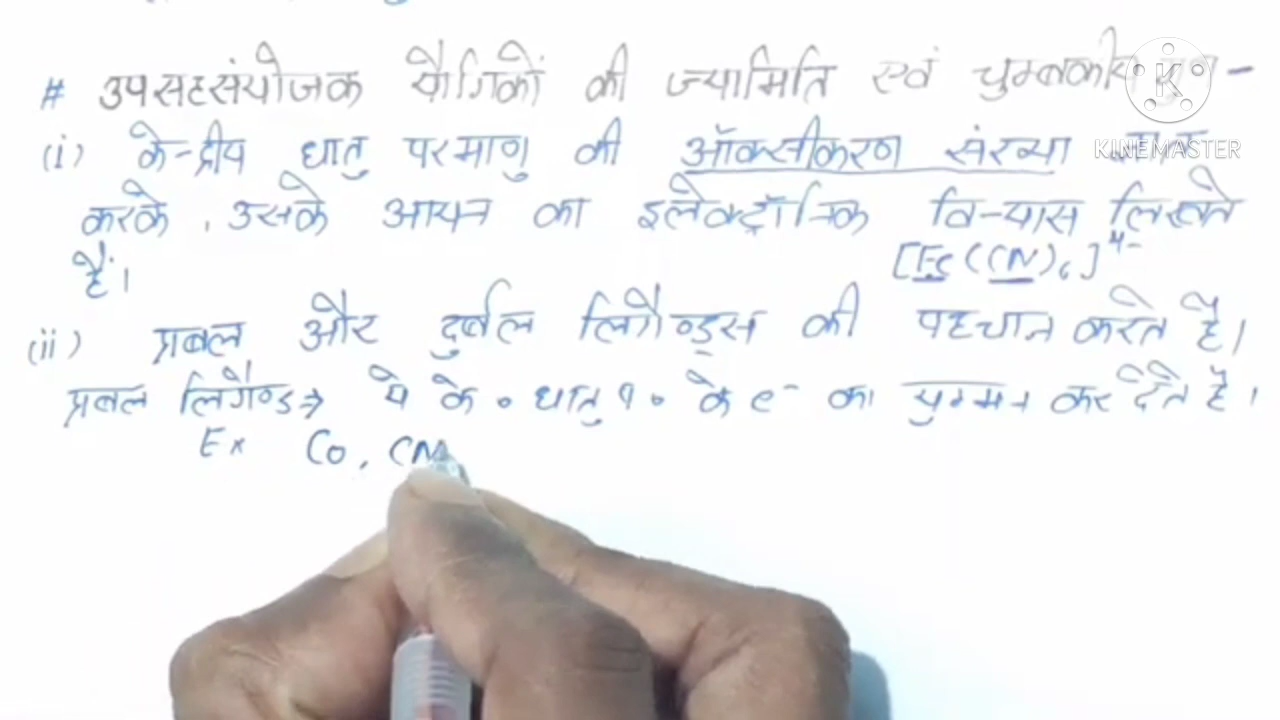 # उपसहसंयोजक यौगिकों की ज्यामिति एवं चुम्बकीय गुण-
KINEMASTER
(i) केन्द्रीय धातु परमाणु की ऑक्सीकरण संख्या
करके, उसके आयन का इलेक्ट्रॉनिक विन्यास लिखते
हैं।
[Fe(CN)6]4-
(ii) प्रबल और दुर्बल लिगैण्ड्स की पहचान करते है।
प्रबल लिगैण्ड⇒ ये के॰ धातु प॰ के e- का युग्मन कर देते है।
Ex CO, CN